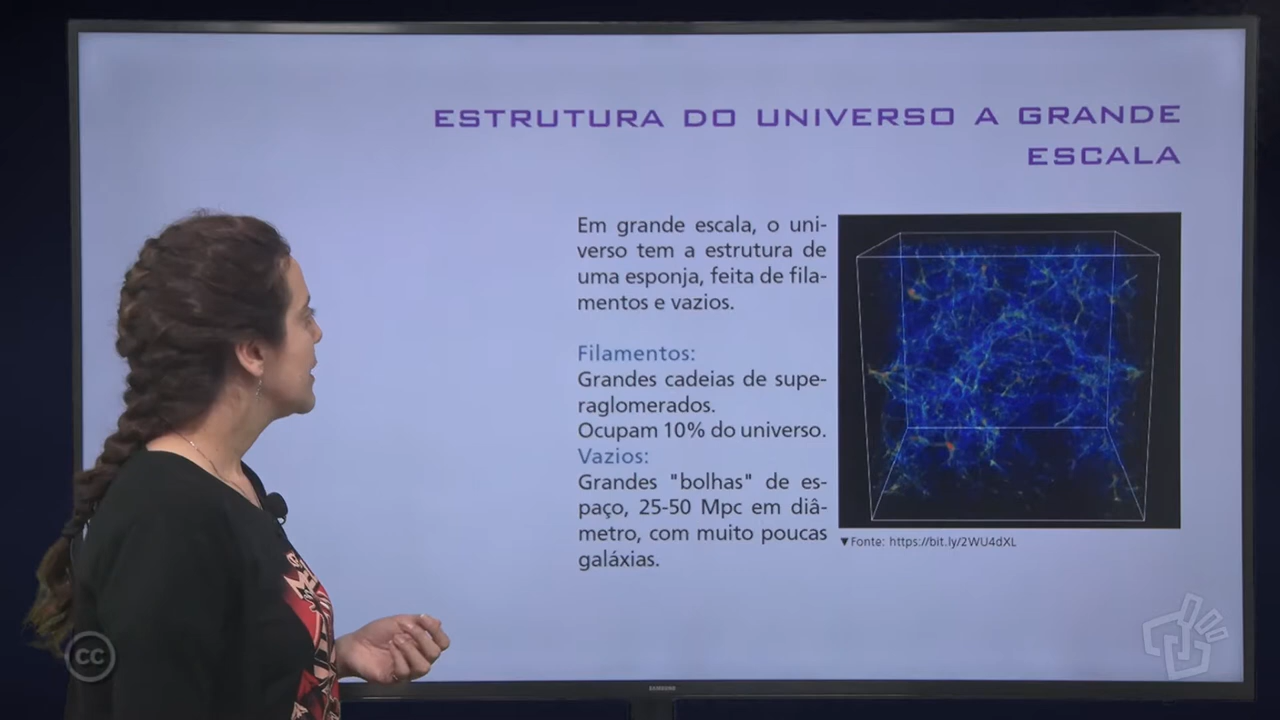 ESTRUTURA DO UNIVERSO A GRANDE
ESCALA
Em grande escala, o uni-
verso tem a estrutura de
uma esponja, feita de fila-
mentos e vazios.
Filamentos:
Grandes cadeias de supe-
raglomerados.
Ocupam 10% do universo.
Vazios:
Grandes "bolhas" de es-
paço, 25-50 Mpc em diâ-
metro, com muito poucas
galáxias.
▼Fonte: https://bit.ly/2WU4dXL
cc
SAMSUNG